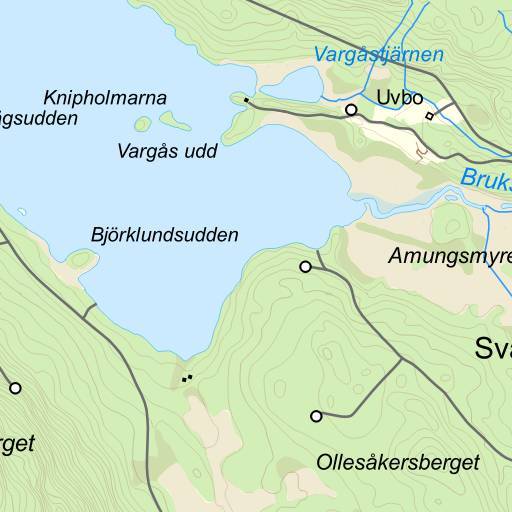 Vargåstjärnen
Knipholmarna
Uvbo
Vargås udd
Björklundsudden
Amungsmyre
Ollesåkersberget